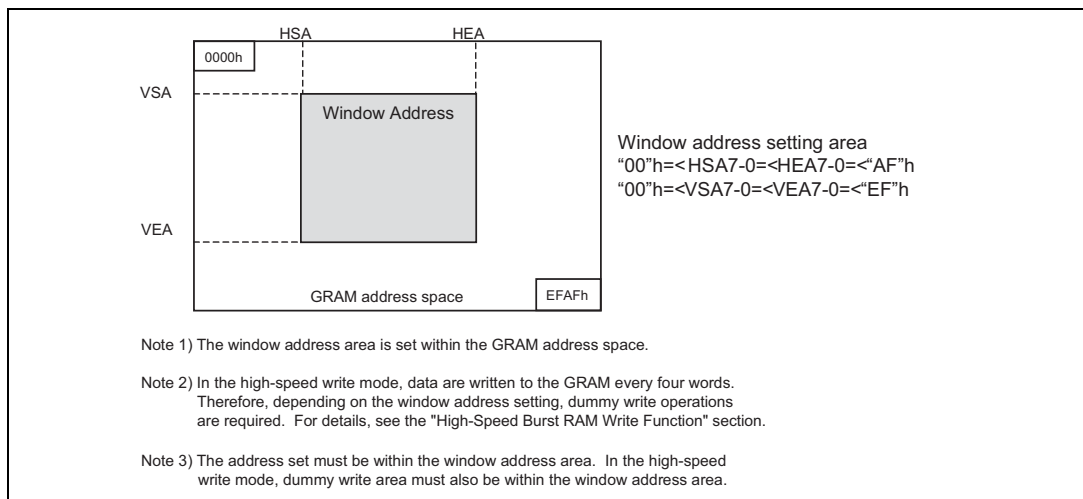 HSA HEA
0000h
VSA
Window Address
Window address setting area
“00”h=<HSA7-0=<HEA7-0=<“AF”h
“00”h=<VSA7-0=<VEA7-0=<“EF”h
VEA
GRAM address space
EFAFh
Note 1) The window address area is set within the GRAM address space.
Note 2) In the high-speed write mode, data are written to the GRAM every four words.
Therefore, depending on the window address setting, dummy write operations
are required. For details, see the "High-Speed Burst RAM Write Function" section.
Note 3) The address set must be within the window address area. In the high-speed
write mode, dummy write area must also be within the window address area.